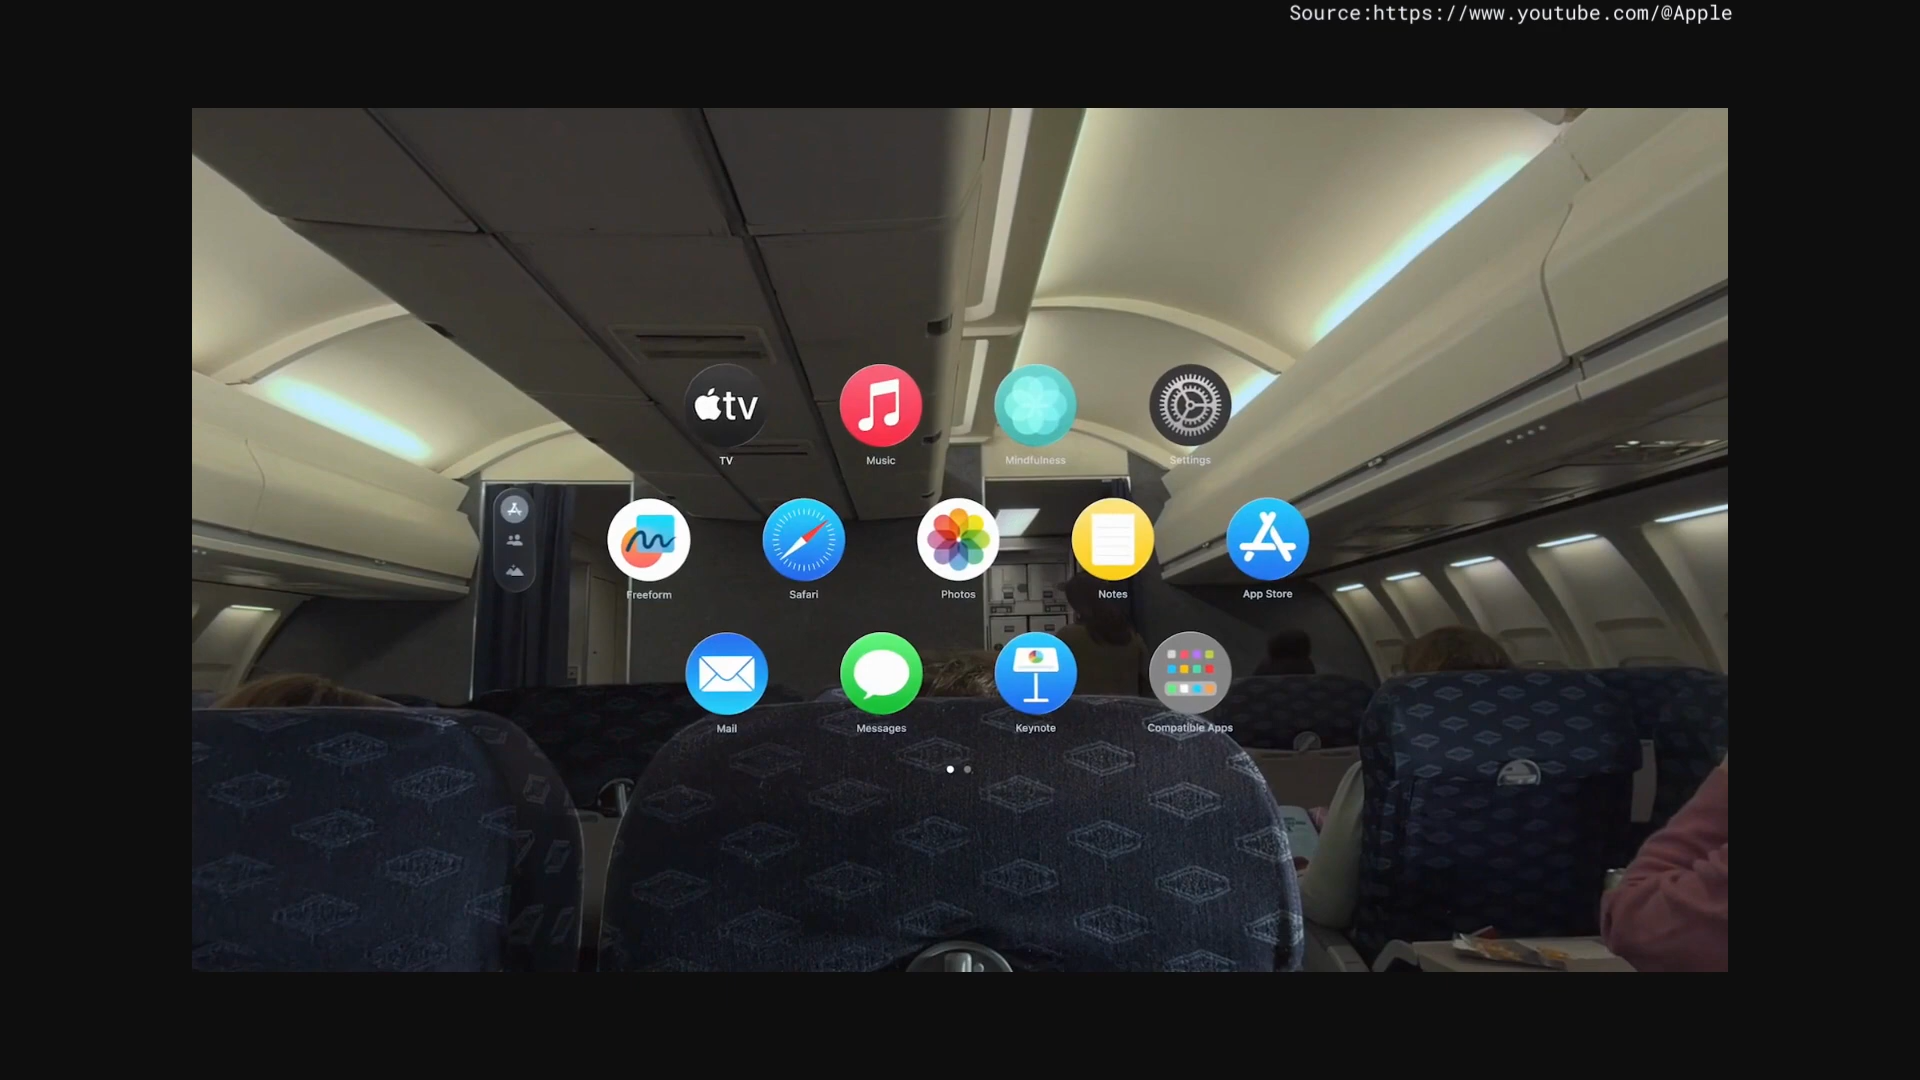 Source:https://www.youtube.com/@Apple
tv
TV
Music
Mindfulness
Settings
Freeform
Safari
Photos
Notes
App Store
Mail
Messages
Keynote
Compatible Apps